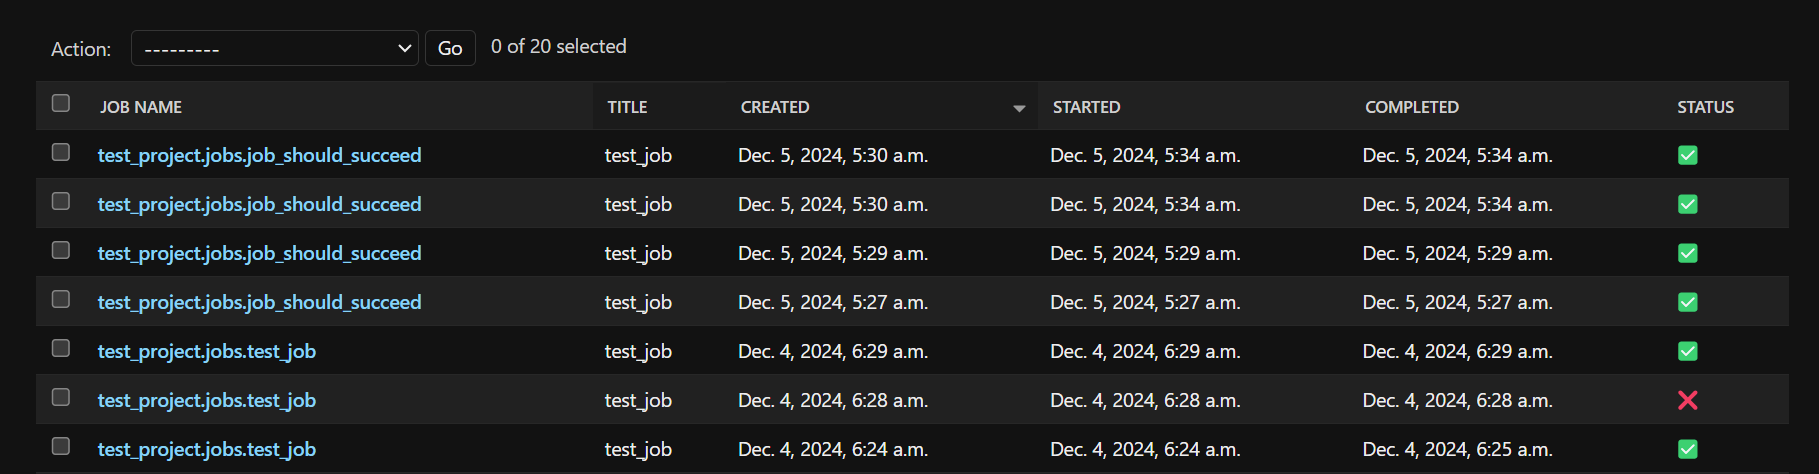 Action: --------- Go 0 of 20 selected
JOB NAME TITLE CREATED STARTED COMPLETED STATUS
test_project.jobs.job_should_succeed test_job Dec. 5, 2024, 5:30 a.m. Dec. 5, 2024, 5:34 a.m. Dec. 5, 2024, 5:34 a.m.
test_project.jobs.job_should_succeed test_job Dec. 5, 2024, 5:30 a.m. Dec. 5, 2024, 5:34 a.m. Dec. 5, 2024, 5:34 a.m.
test_project.jobs.job_should_succeed test_job Dec. 5, 2024, 5:29 a.m. Dec. 5, 2024, 5:29 a.m. Dec. 5, 2024, 5:29 a.m.
test_project.jobs.job_should_succeed test_job Dec. 5, 2024, 5:27 a.m. Dec. 5, 2024, 5:27 a.m. Dec. 5, 2024, 5:27 a.m.
test_project.jobs.test_job test_job Dec. 4, 2024, 6:29 a.m. Dec. 4, 2024, 6:29 a.m. Dec. 4, 2024, 6:29 a.m.
test_project.jobs.test_job test_job Dec. 4, 2024, 6:28 a.m. Dec. 4, 2024, 6:28 a.m. Dec. 4, 2024, 6:28 a.m.
test_project.jobs.test_job test_job Dec. 4, 2024, 6:24 a.m. Dec. 4, 2024, 6:24 a.m. Dec. 4, 2024, 6:25 a.m.